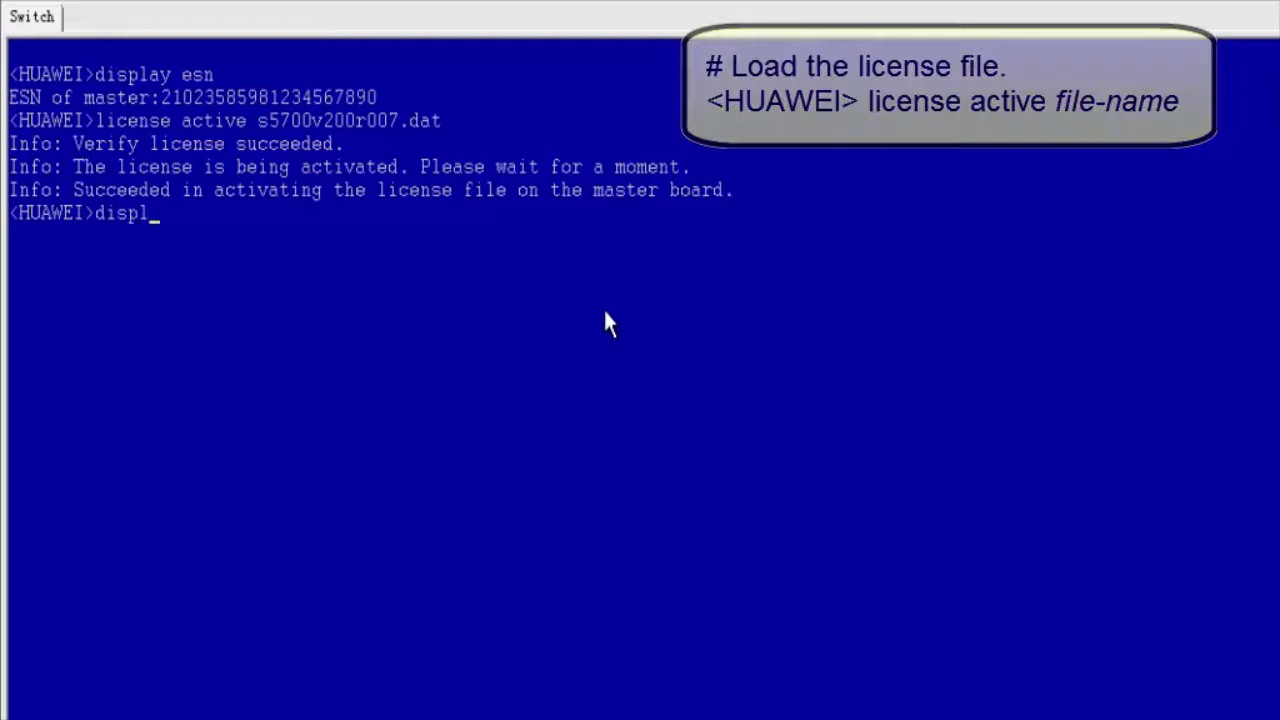 Switch
# Load the license file.
<HUAWEI> license active file-name
<HUAWEI>display esn
ESN of master:21023585981234567890
<HUAWEI>license active s5700v200r007.dat
Info: Verify license succeeded.
Info: The license is being activated. Please wait for a moment.
Info: Succeeded in activating the license file on the master board.
<HUAWEI>displ_